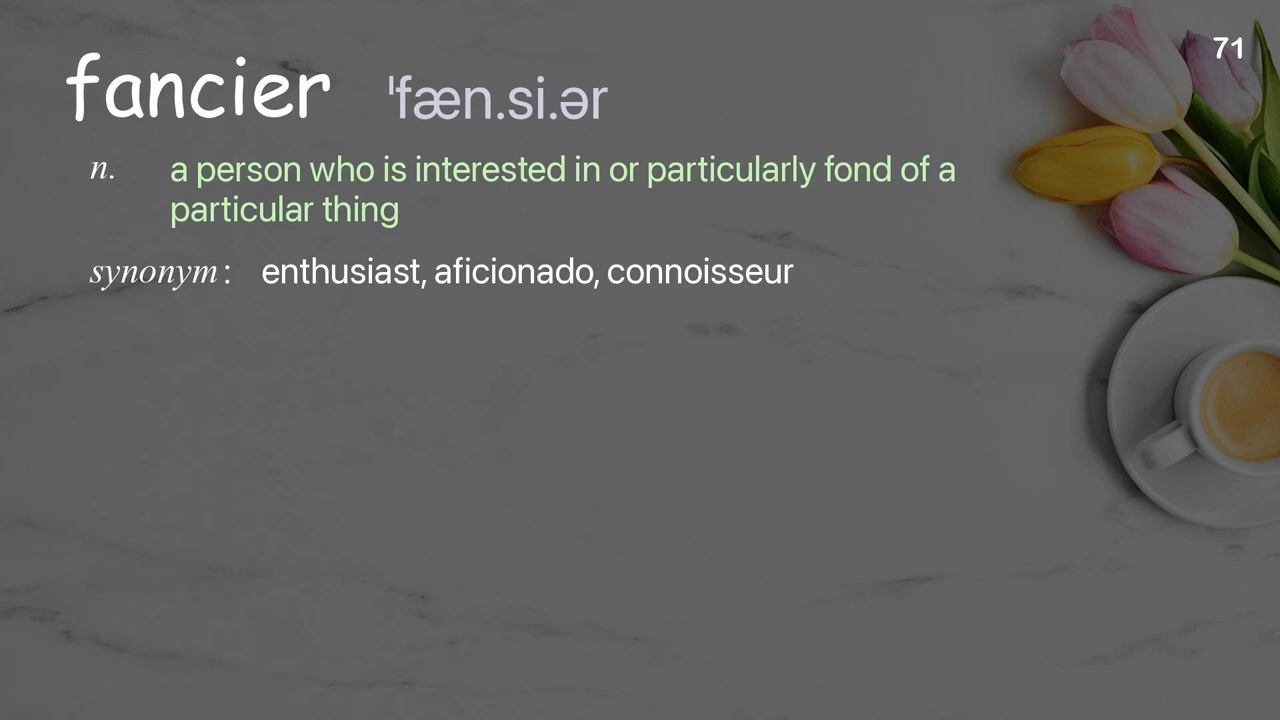 71
fancier ˈfæn.si.ər
n. a person who is interested in or particularly fond of a
particular thing
synonym: enthusiast, aficionado, connoisseur